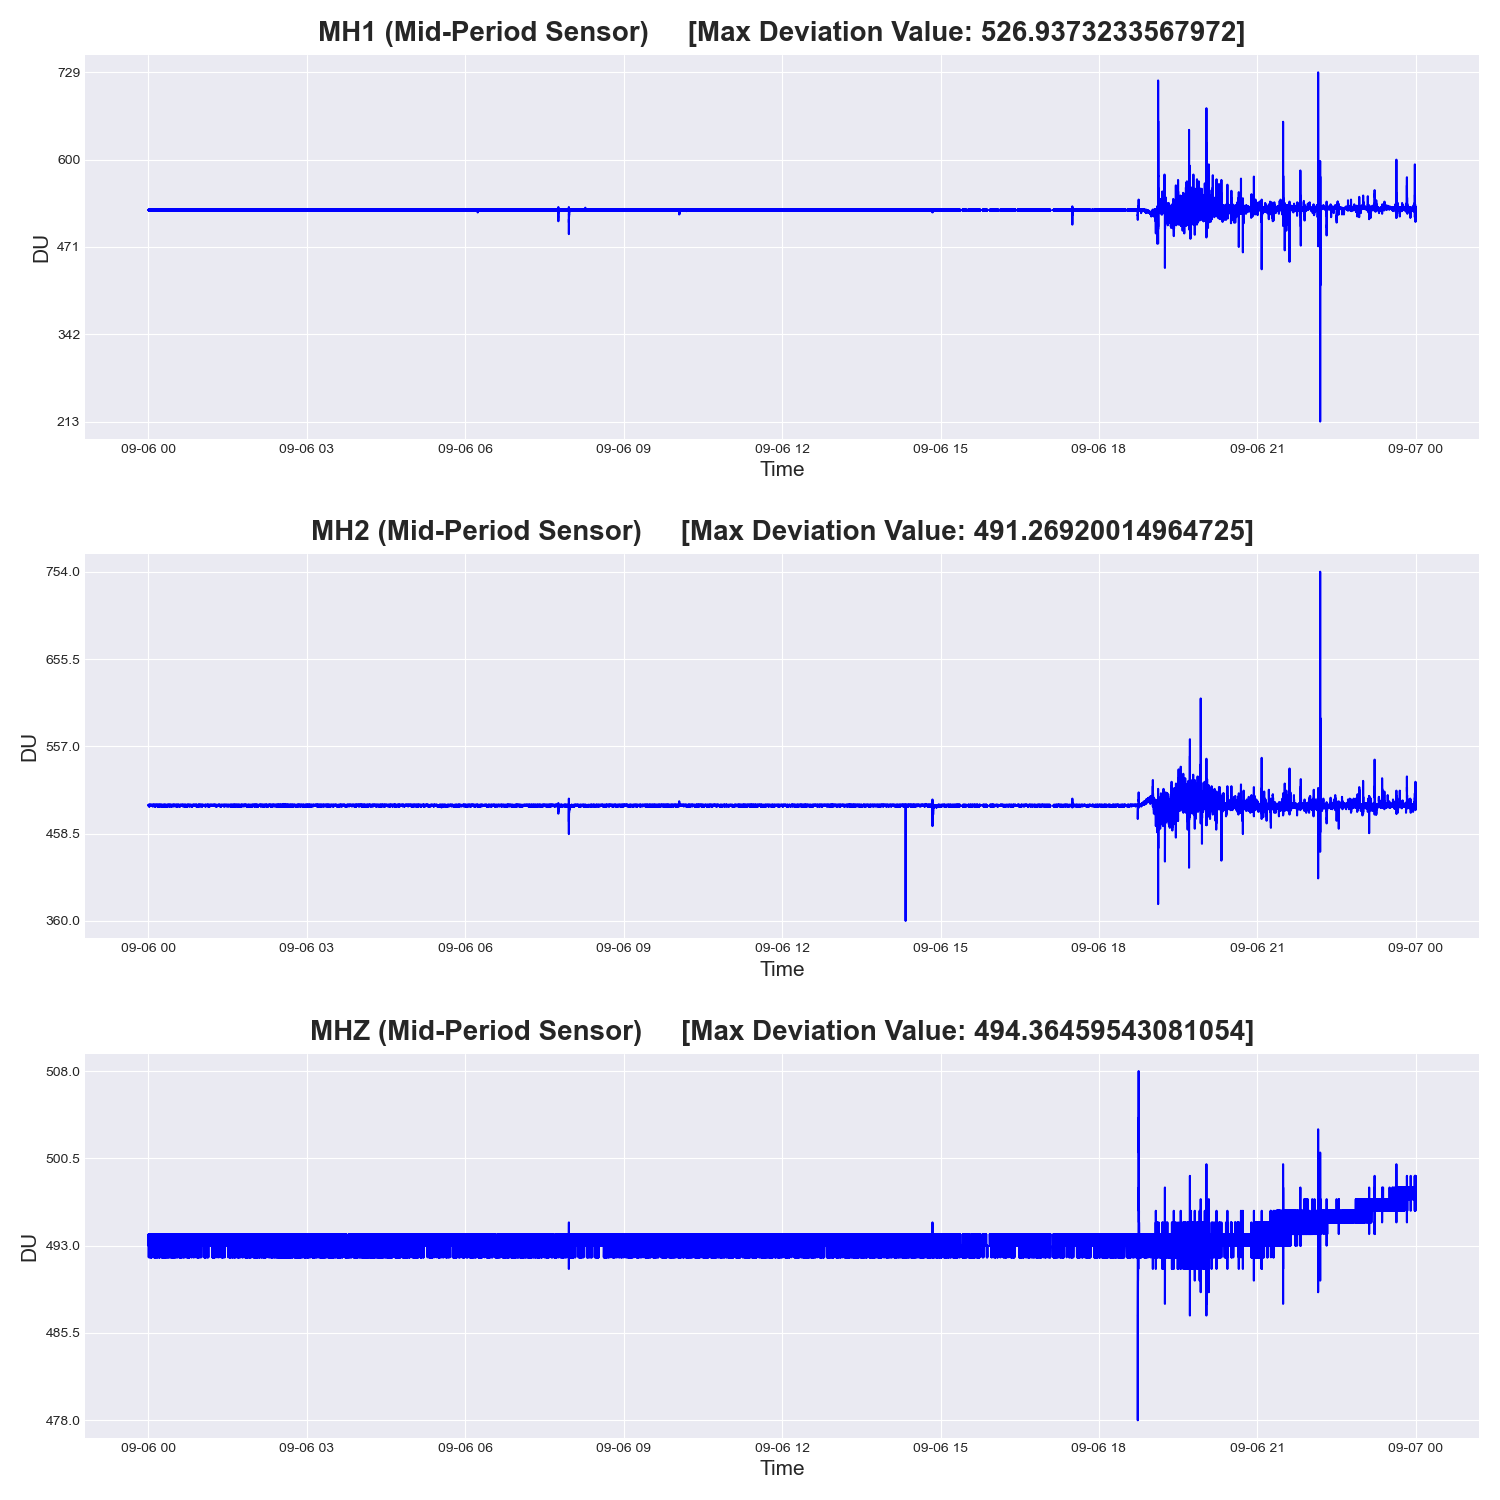 MH1 (Mid-Period Sensor) [Max Deviation Value: 526.9373233567972]
729
600
471
342
213
DU
09-06 00 09-06 03 09-06 06 09-06 09 09-06 12 09-06 15 09-06 18 09-06 21 09-07 00
Time
MH2 (Mid-Period Sensor) [Max Deviation Value: 491.26920014964725]
754.0
655.5
557.0
458.5
360.0
DU
09-06 00 09-06 03 09-06 06 09-06 09 09-06 12 09-06 15 09-06 18 09-06 21 09-07 00
Time
MHZ (Mid-Period Sensor) [Max Deviation Value: 494.36459543081054]
508.0
500.5
493.0
485.5
478.0
DU
09-06 00 09-06 03 09-06 06 09-06 09 09-06 12 09-06 15 09-06 18 09-06 21 09-07 00
Time